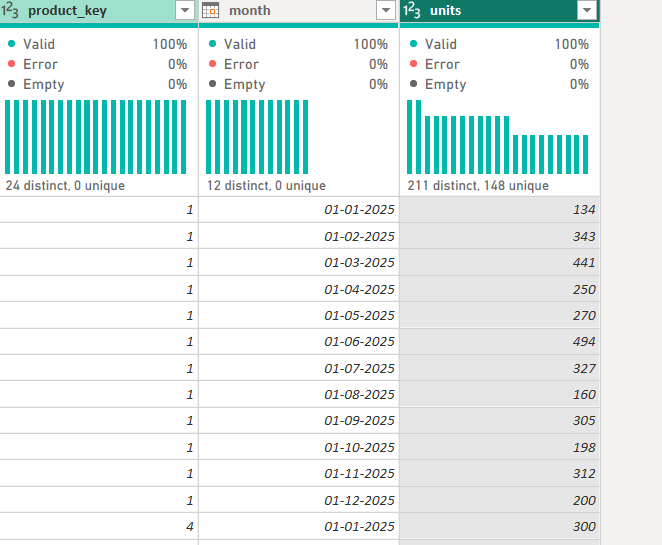 123 product_key month 123 units
Valid 100% Valid 100% Valid 100%
Error 0% Error 0% Error 0%
Empty 0% Empty 0% Empty 0%
24 distinct, 0 unique 12 distinct, 0 unique 211 distinct, 148 unique
1 01-01-2025 134
1 01-02-2025 343
1 01-03-2025 441
1 01-04-2025 250
1 01-05-2025 270
1 01-06-2025 494
1 01-07-2025 327
1 01-08-2025 160
1 01-09-2025 305
1 01-10-2025 198
1 01-11-2025 312
1 01-12-2025 200
4 01-01-2025 300